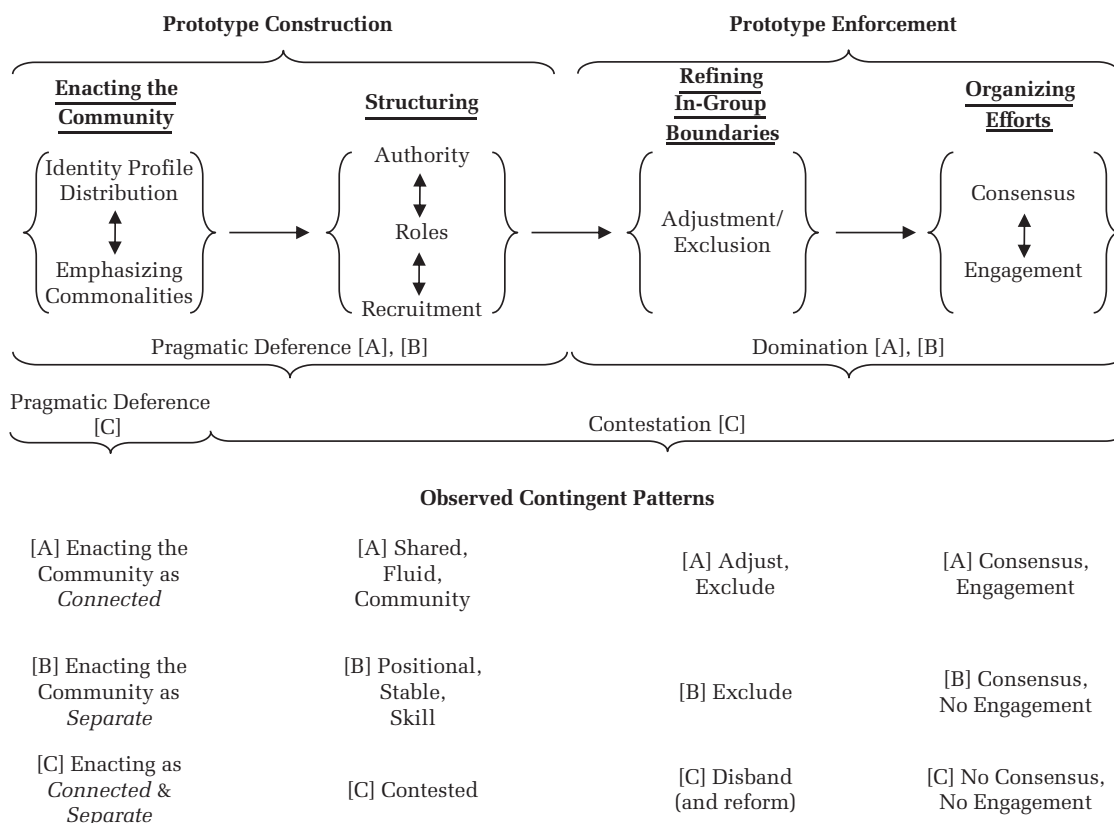 Prototype Construction
Prototype Enforcement
Enacting the
Community
Structuring
Refining
In-Group
Boundaries
Organizing
Efforts
Identity Profile
Distribution
Emphasizing
Commonalities
Authority
Roles
Recruitment
Adjustment/
Exclusion
Consensus
Engagement
Pragmatic Deference [A], [B]
Domination [A], [B]
Pragmatic Deference
[C]
Contestation [C]
Observed Contingent Patterns
[A] Enacting the
Community as
Connected
[A] Shared,
Fluid,
Community
[A] Adjust,
Exclude
[A] Consensus,
Engagement
[B] Enacting the
Community as
Separate
[B] Positional,
Stable,
Skill
[B] Exclude
[B] Consensus,
No Engagement
[C] Enacting as
Connected &
Separate
[C] Contested
[C] Disband
(and reform)
[C] No Consensus,
No Engagement